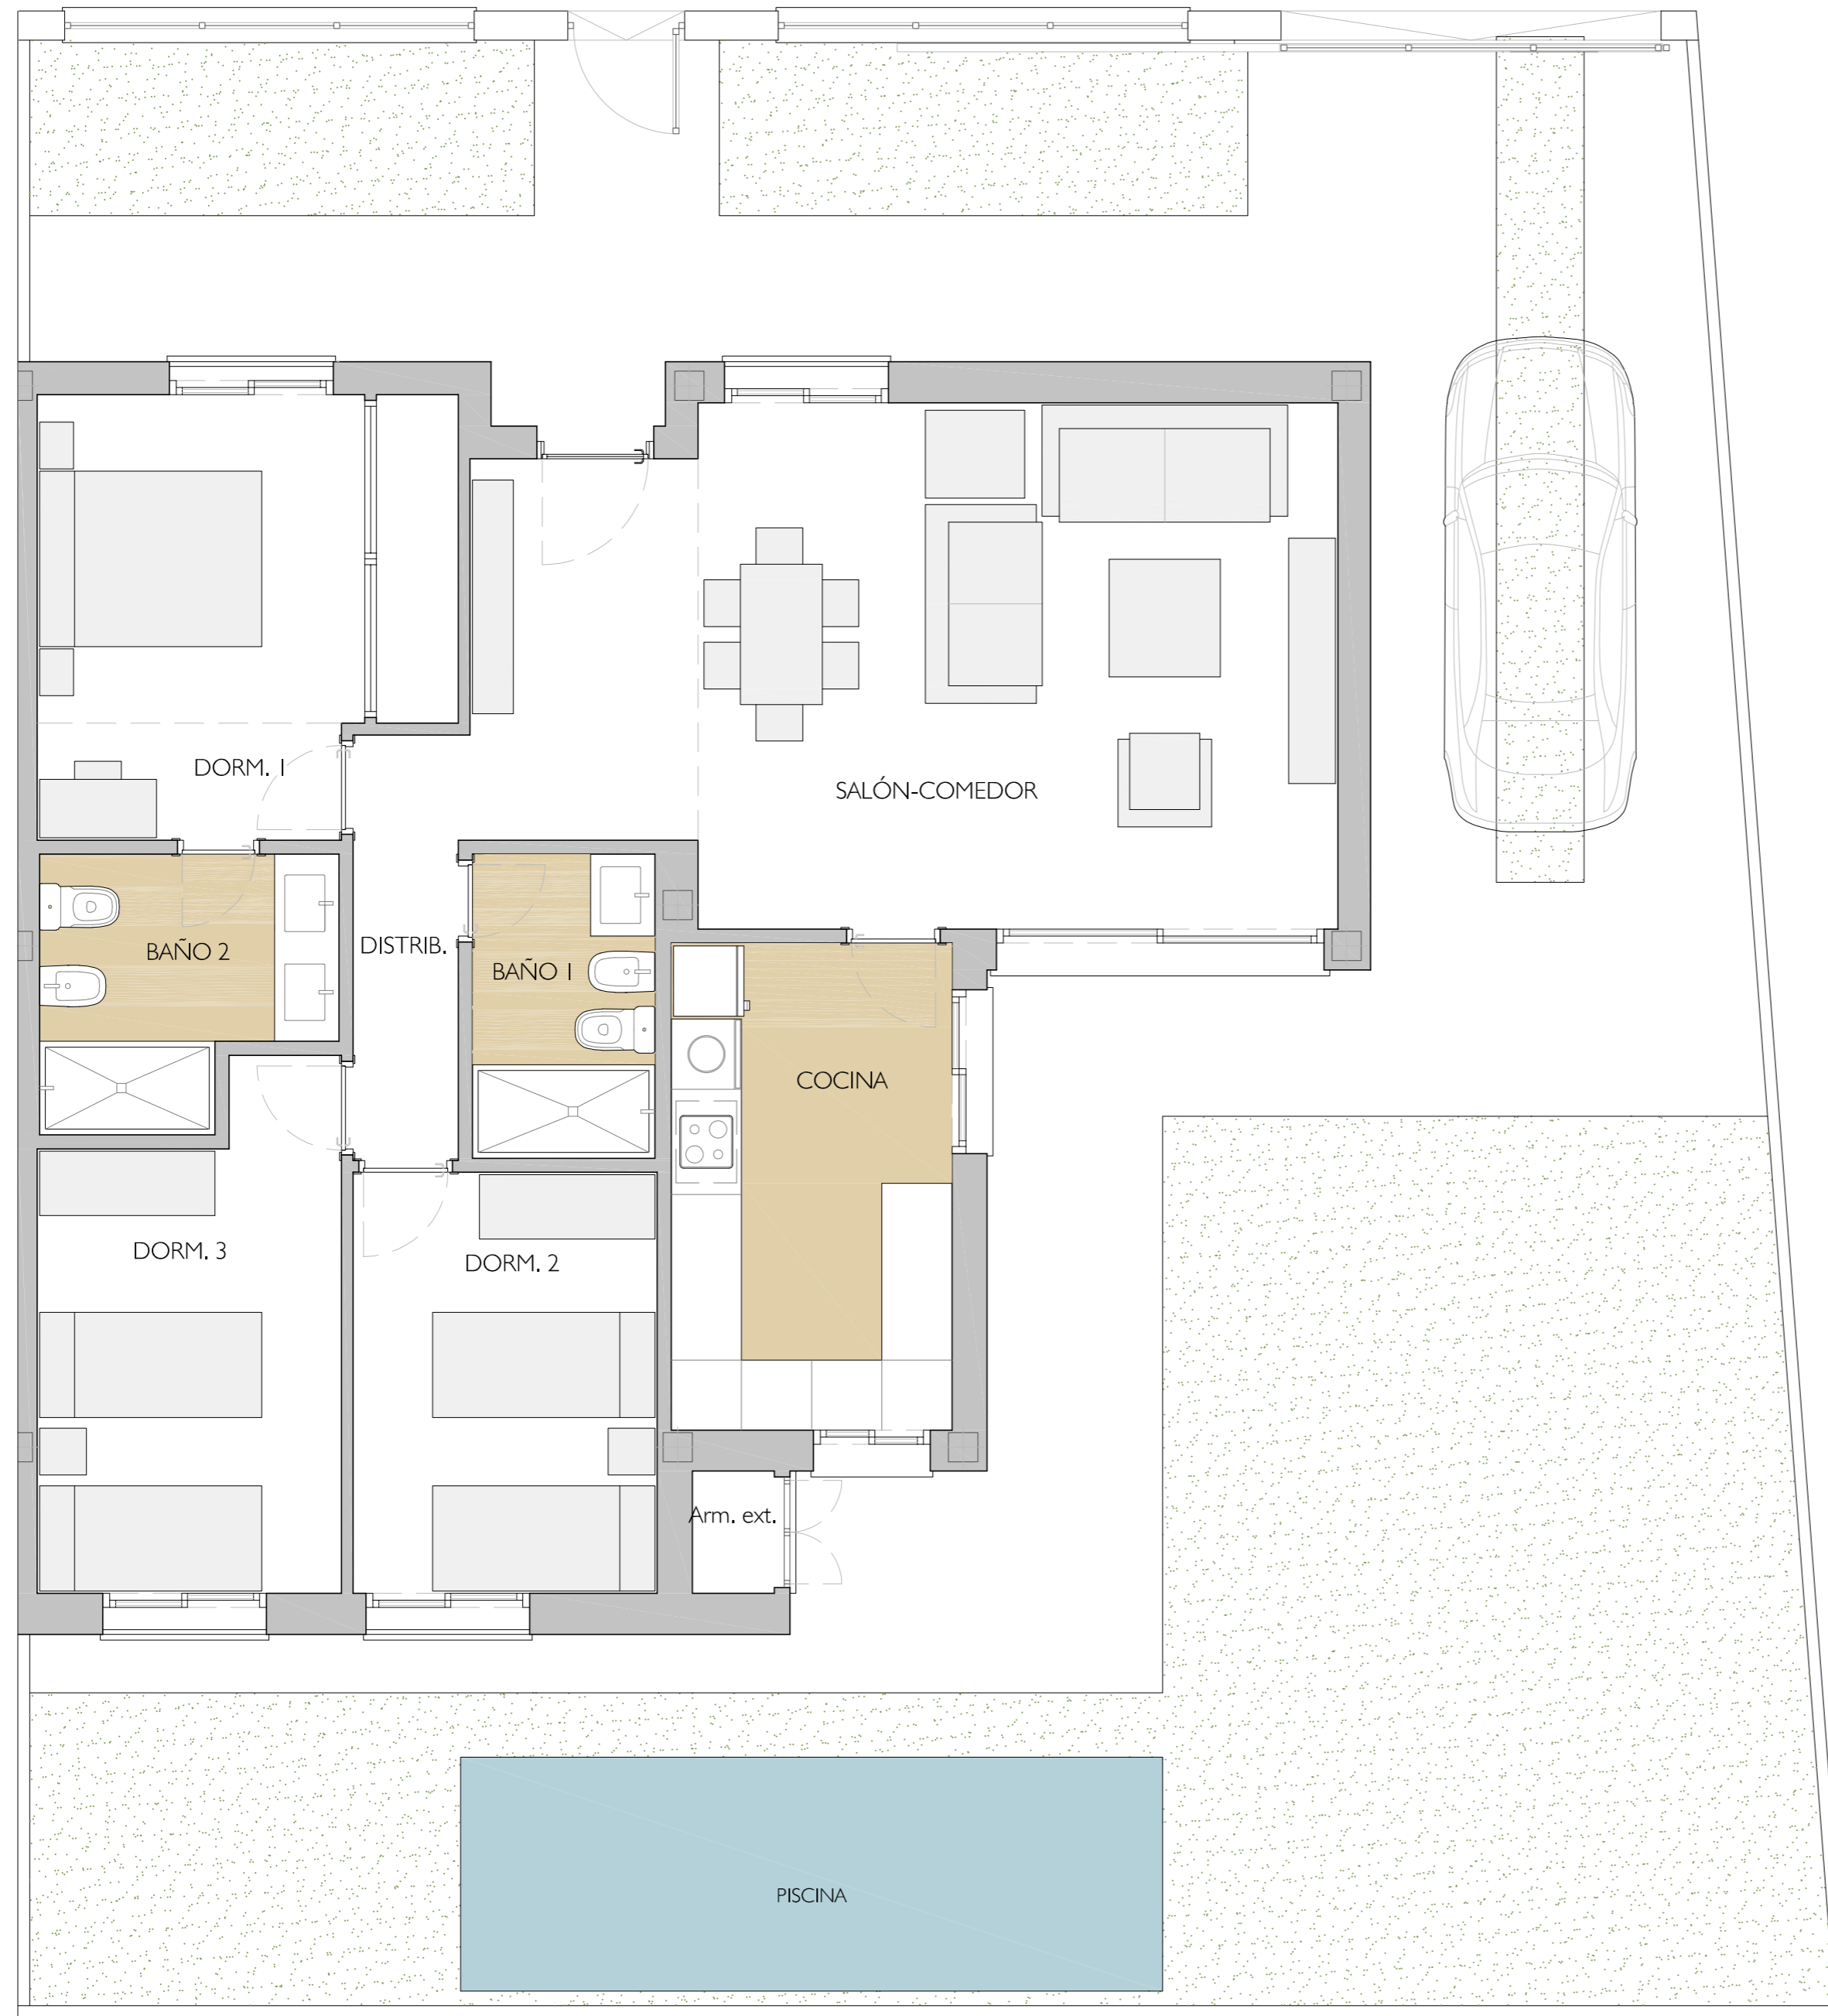 DORM. 1
SALÓN-COMEDOR
BAÑO 2
DISTRIB.
BAÑO 1
COCINA
DORM. 3
DORM. 2
Arm. ext.
PISCINA